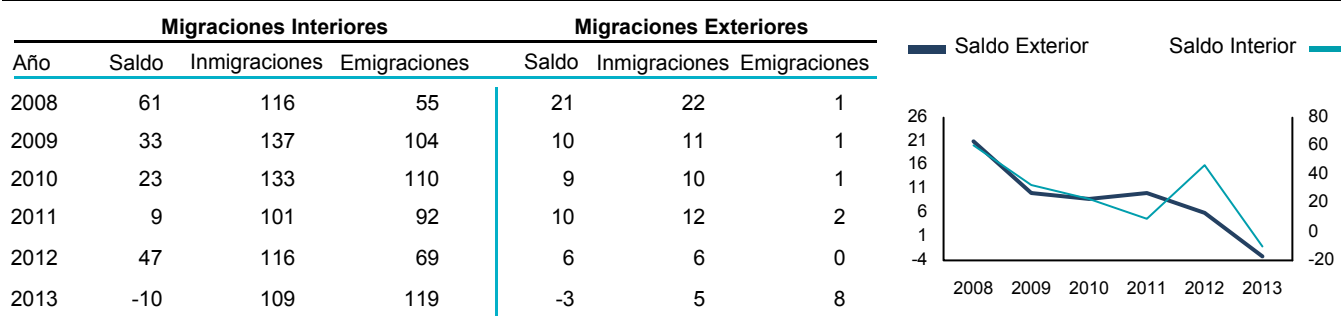 Migraciones Interiores Migraciones Exteriores
Año Saldo Inmigraciones Emigraciones Saldo Inmigraciones Emigraciones
2008 61 116 55 21 22 1
2009 33 137 104 10 11 1
2010 23 133 110 9 10 1
2011 9 101 92 10 12 2
2012 47 116 69 6 6 0
2013 -10 109 119 -3 5 8
Saldo Exterior Saldo Interior
26 80
21 60
16 40
11 20
6 0
1 -20
-4
2008 2009 2010 2011 2012 2013